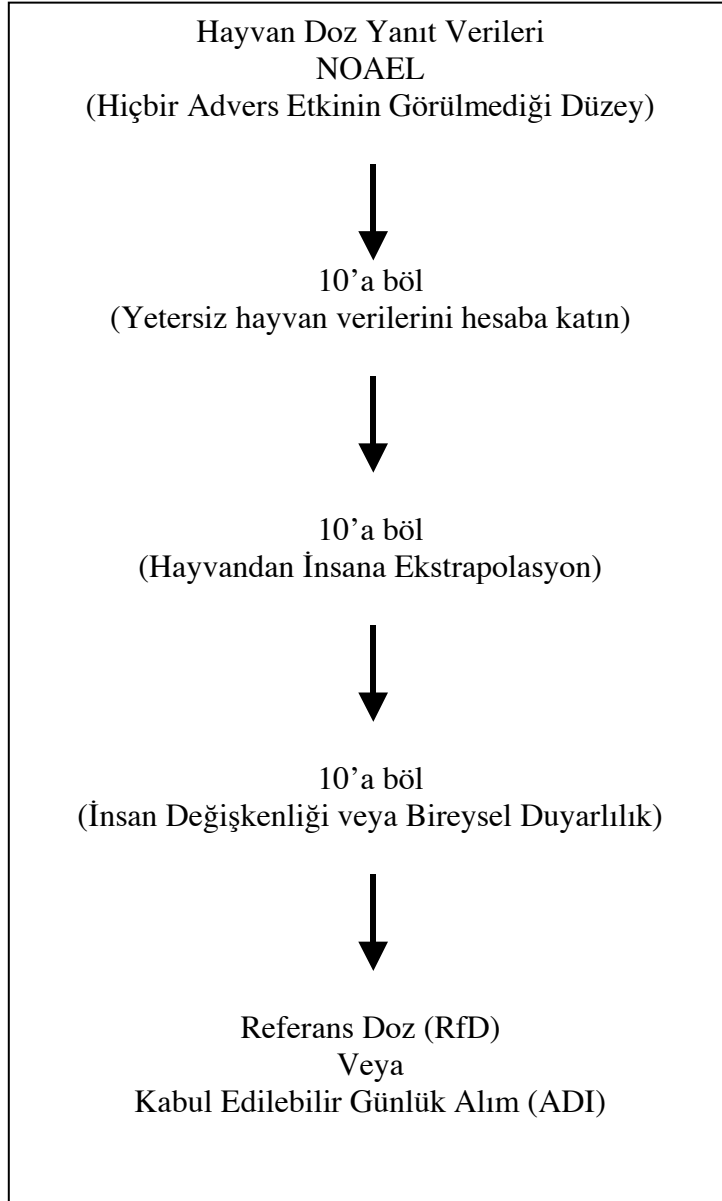 Hayvan Doz Yanıt Verileri
NOAEL
(Hiçbir Advers Etkinin Görülmediği Düzey)
10’a böl
(Yetersiz hayvan verilerini hesaba katın)
10’a böl
(Hayvandan İnsana Ekstrapolasyon)
10’a böl
(İnsan Değişkenliği veya Bireysel Duyarlılık)
Referans Doz (RfD)
Veya
Kabul Edilebilir Günlük Alım (ADI)